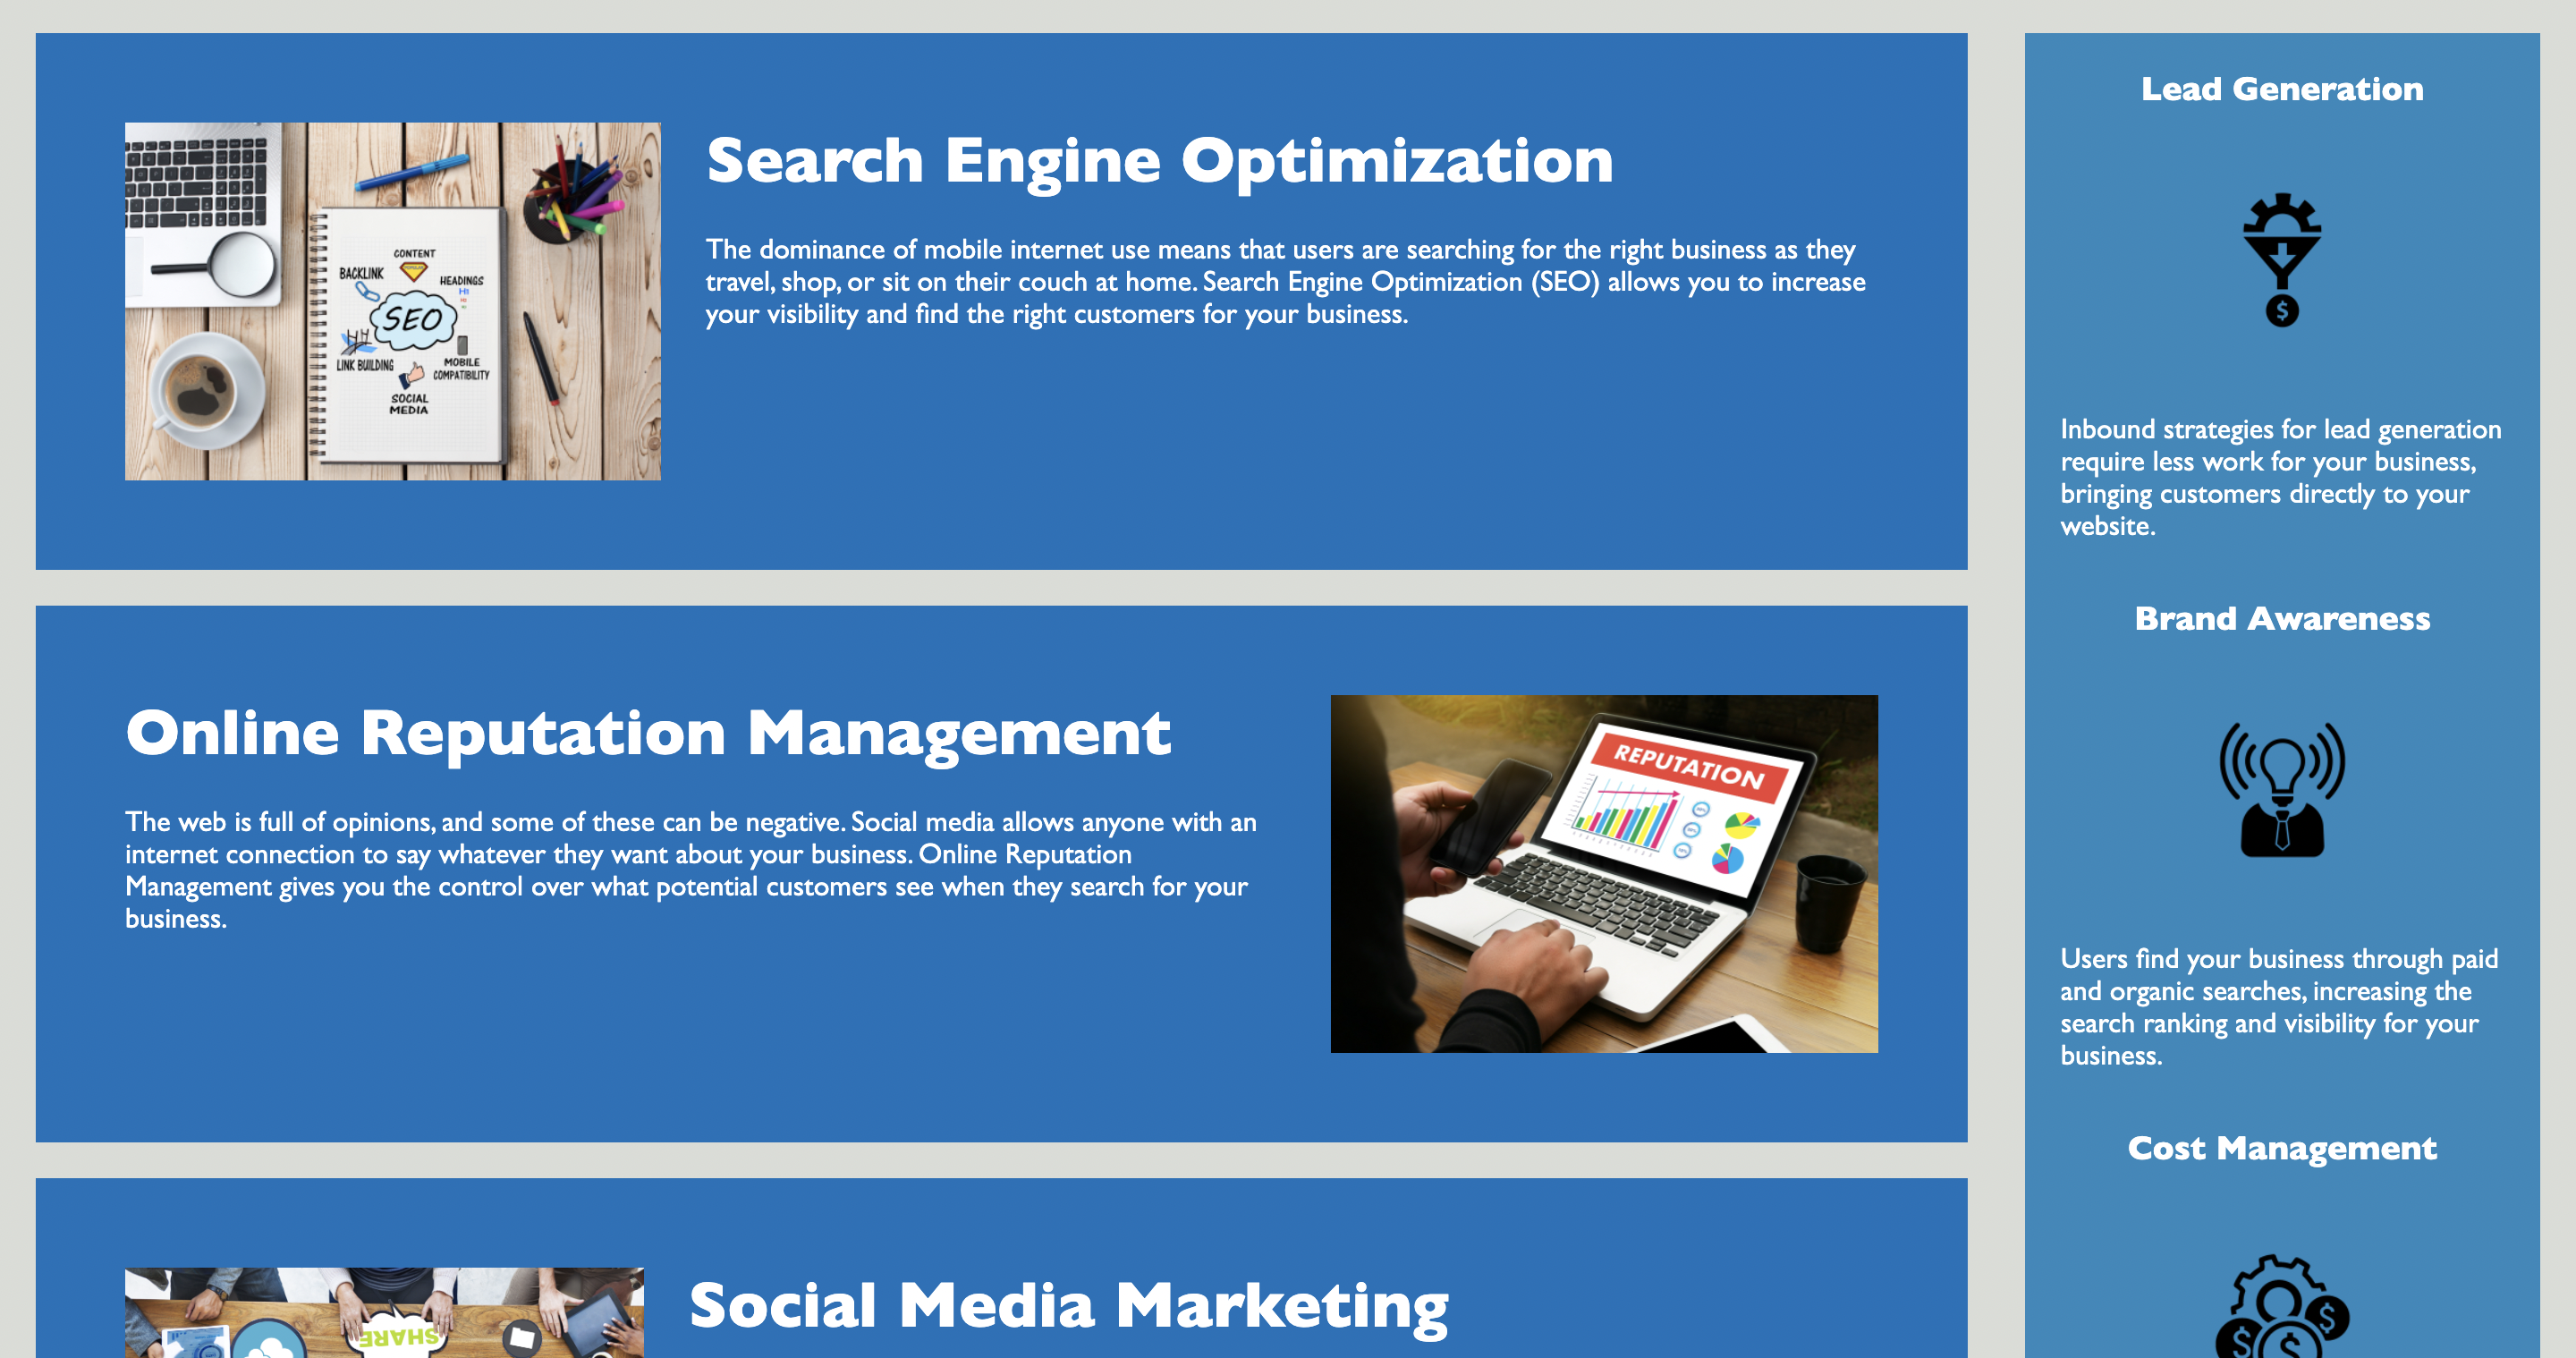 Search Engine Optimization
The dominance of mobile internet use means that users are searching for the right business as they
travel, shop, or sit on their couch at home. Search Engine Optimization (SEO) allows you to increase
your visibility and find the right customers for your business.
CONTENT
BACKLINK
HEADINGS
H1
SEO
LINK BUILDING
MOBILE
COMPATIBILITY
SOCIAL
MEDIA
Online Reputation Management
The web is full of opinions, and some of these can be negative. Social media allows anyone with an
internet connection to say whatever they want about your business. Online Reputation
Management gives you the control over what potential customers see when they search for your
business.
REPUTATION
Social Media Marketing
SHARE
Lead Generation
$
Inbound strategies for lead generation
require less work for your business,
bringing customers directly to your
website.
Brand Awareness
Users find your business through paid
and organic searches, increasing the
search ranking and visibility for your
business.
Cost Management
$
$
$